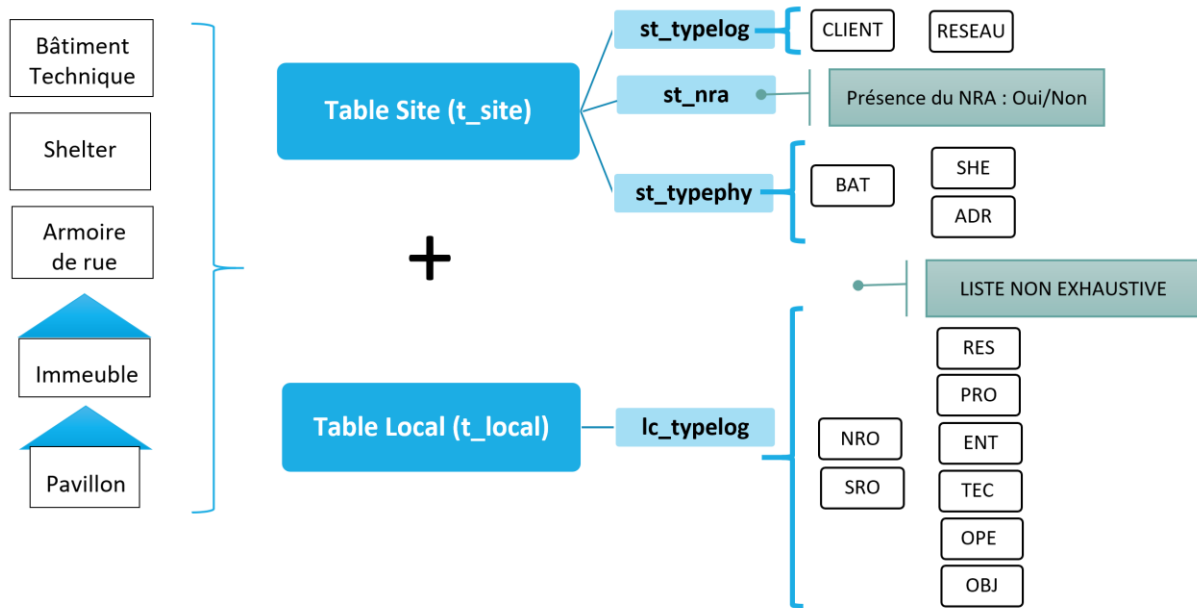 Bâtiment
Technique
Shelter
Armoire
de rue
Immeuble
Pavillon
Table Site (t_site)
+
Table Local (t_local)
st_typelog
CLIENT
RESEAU
st_nra
Présence du NRA : Oui/Non
st_typephy
BAT
SHE
ADR
LISTE NON EXHAUSTIVE
lc_typelog
NRO
SRO
RES
PRO
ENT
TEC
OPE
OBJ